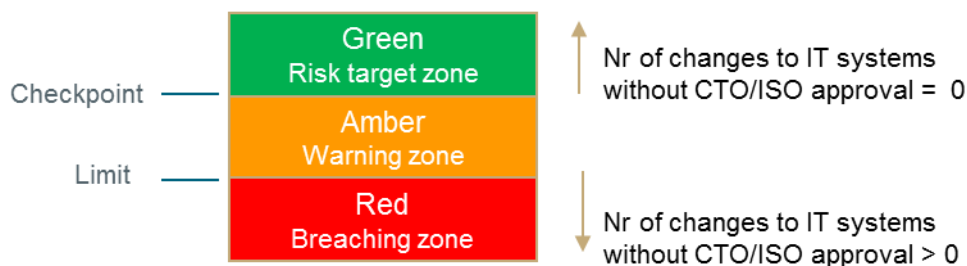 Green
Risk target zone
Checkpoint
Amber
Warning zone
Limit
Red
Breaching zone
Nr of changes to IT systems
without CTO/ISO approval = 0
Nr of changes to IT systems
without CTO/ISO approval > 0